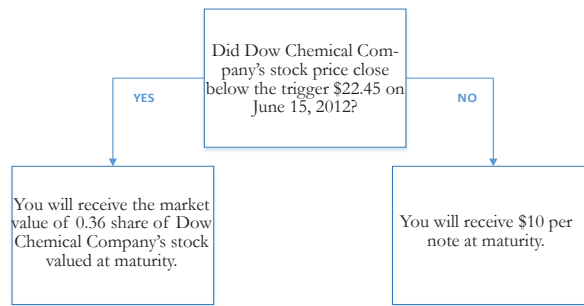 Did Dow Chemical Com-
pany's stock price close
below the trigger $22.45 on
June 15, 2012?
YES
NO
You will receive the market
value of 0.36 share of Dow
Chemical Company's stock
valued at maturity.
You will receive $10 per
note at maturity.